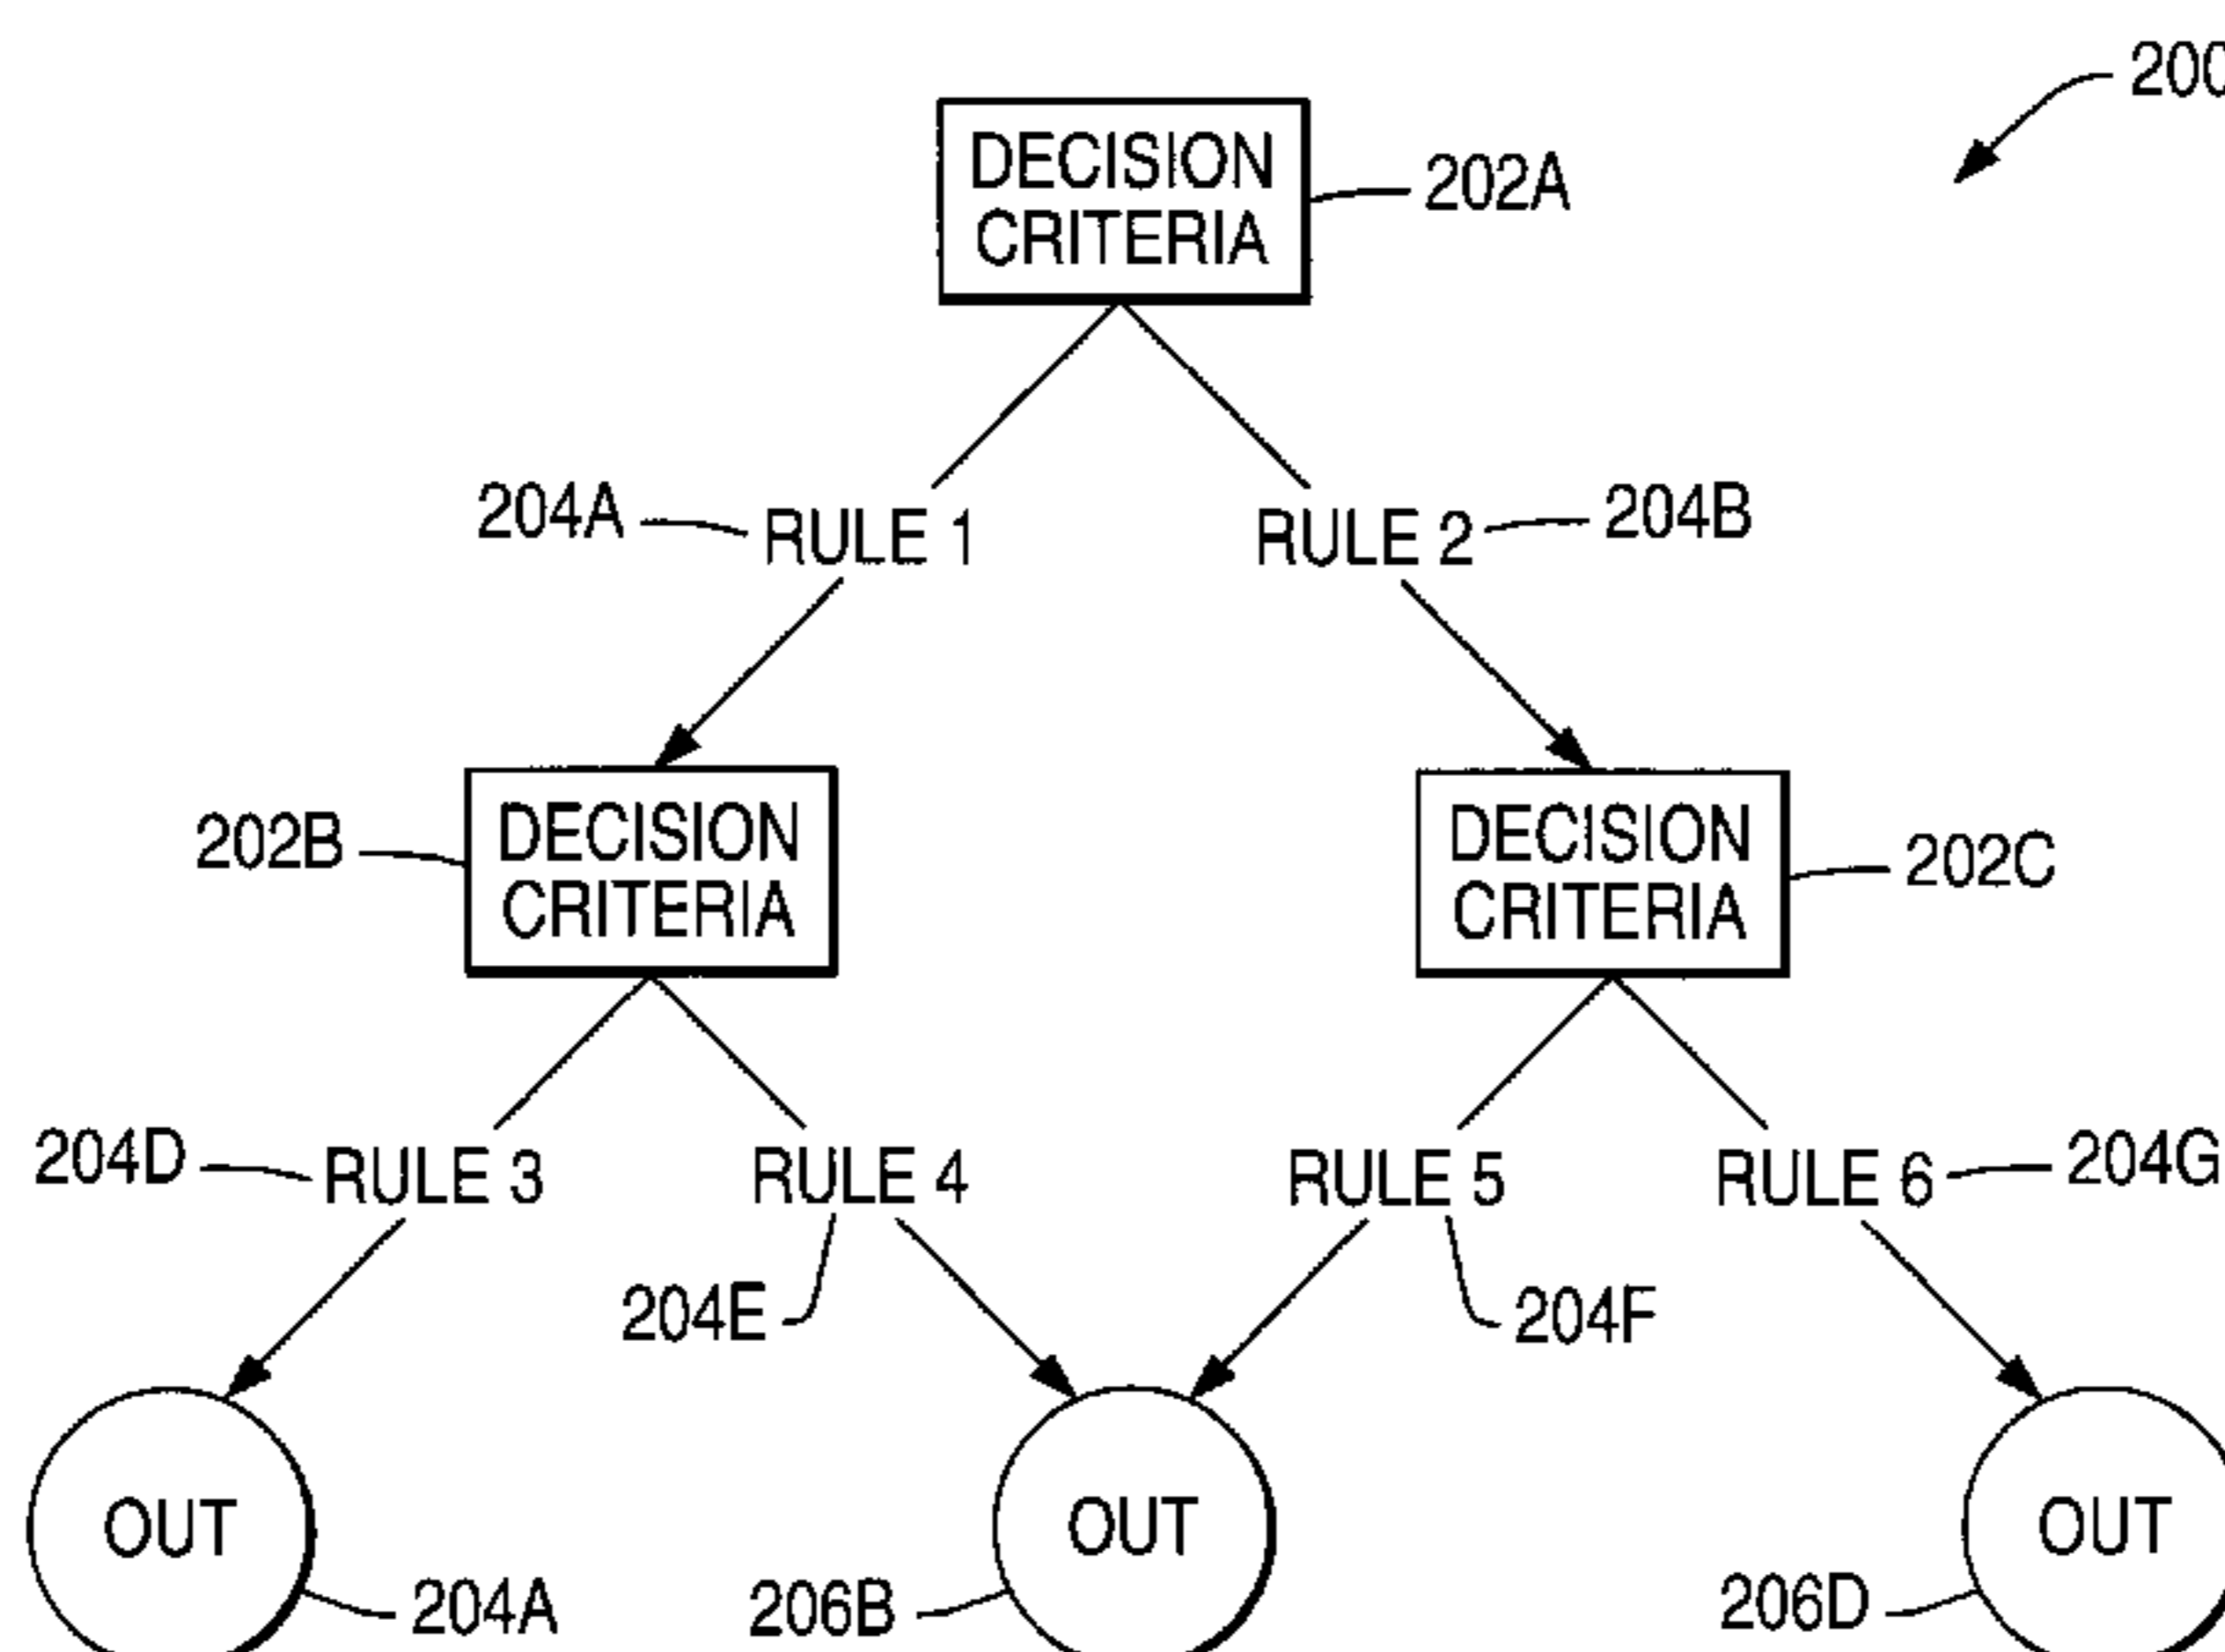 200
DECISION
CRITERIA
202A
204A
RULE 1
RULE 2
204B
202B
DECISION
CRITERIA
DECISION
CRITERIA
202C
204D
RULE 3
RULE 4
RULE 5
RULE 6
204G
204E
204F
OUT
OUT
OUT
204A
206B
206D